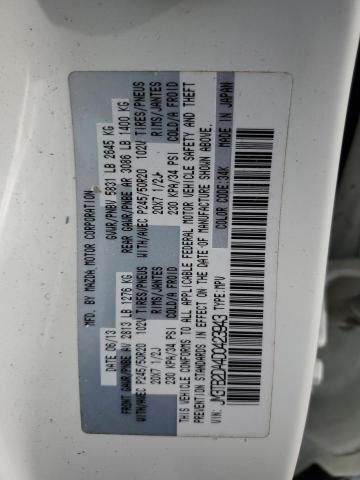 MFD. BY MAZDA MOTOR CORPORATION
DATE 06/13 GVWR/PNBV 5831 LB 2645 KG
FRONT GAWR/PNBE AV 2813 LB 1276 KG REAR GAWR/PNBE AR 3086 LB 1400 KG
WITH/AVEC P245/50R20 102V TIRES/PNEUS WITH/AVEC P245/50R20 102V TIRES/PNEUS
20X7 1/2J RIMS/JANTES 20X7 1/2J RIMS/JANTES
230 KPA/34 PSI COLD/A FROID 230 KPA/34 PSI COLD/A FROID
THIS VEHICLE CONFORMS TO ALL APPLICABLE FEDERAL MOTOR VEHICLE SAFETY AND THEFT
PREVENTION STANDARDS IN EFFECT ON THE DATE OF MANUFACTURE SHOWN ABOVE.
VIN: TYPE: MPV COLOR CODE: 34K MADE IN JAPAN